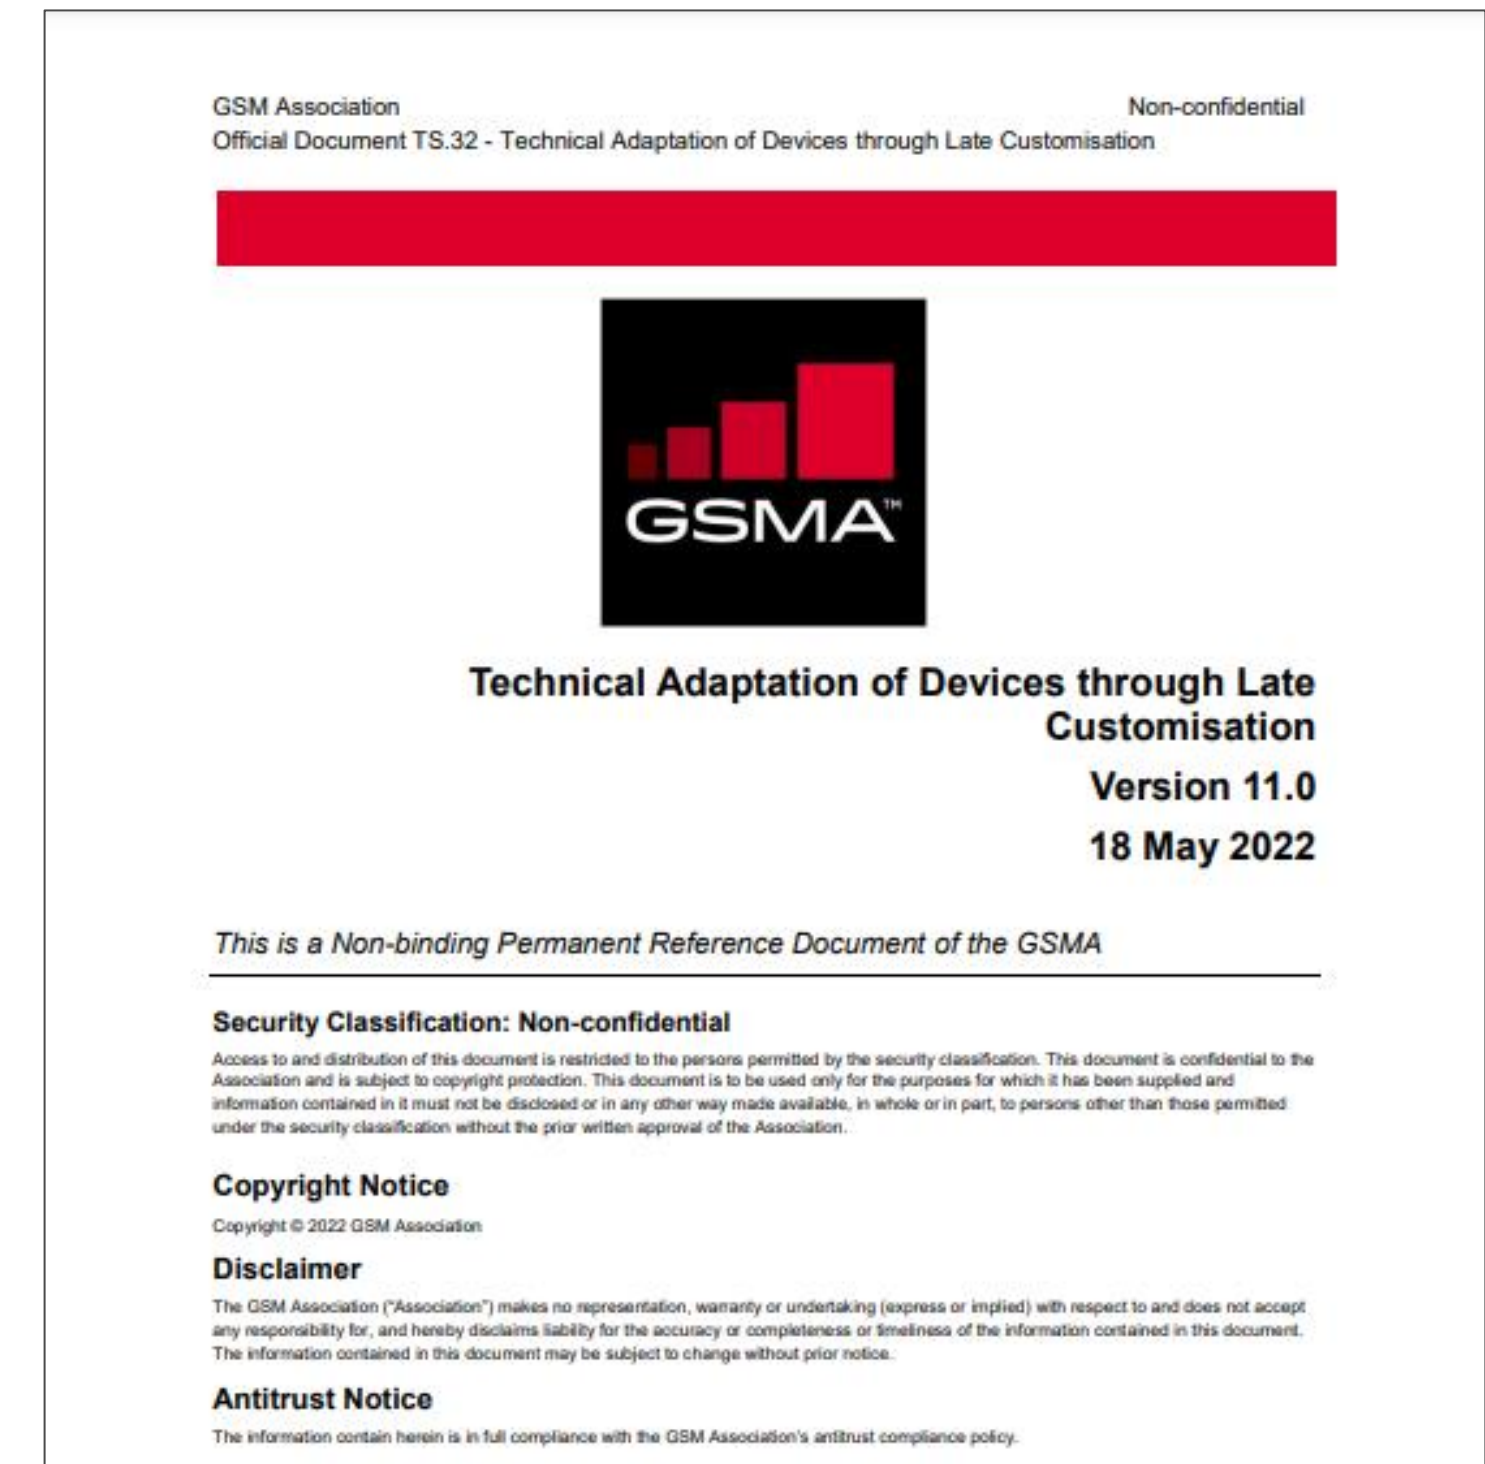 GSM Association Non-confidential
Official Document TS.32 - Technical Adaptation of Devices through Late Customisation
GSMA™
Technical Adaptation of Devices through Late
Customisation
Version 11.0
18 May 2022
This is a Non-binding Permanent Reference Document of the GSMA
Security Classification: Non-confidential
Access to and distribution of this document is restricted to the persons permitted by the security classification. This document is confidential to the
Association and is subject to copyright protection. This document is to be used only for the purposes for which it has been supplied and
information contained in it must not be disclosed or in any other way made available, in whole or in part, to persons other than those permitted
under the security classification without the prior written approval of the Association.
Copyright Notice
Copyright © 2022 GSM Association
Disclaimer
The GSM Association (“Association”) makes no representation, warranty or undertaking (express or implied) with respect to and does not accept
any responsibility for, and hereby disclaims liability for the accuracy or completeness or timeliness of the information contained in this document.
The information contained in this document may be subject to change without prior notice.
Antitrust Notice
The information contain herein is in full compliance with the GSM Association's antitrust compliance policy.